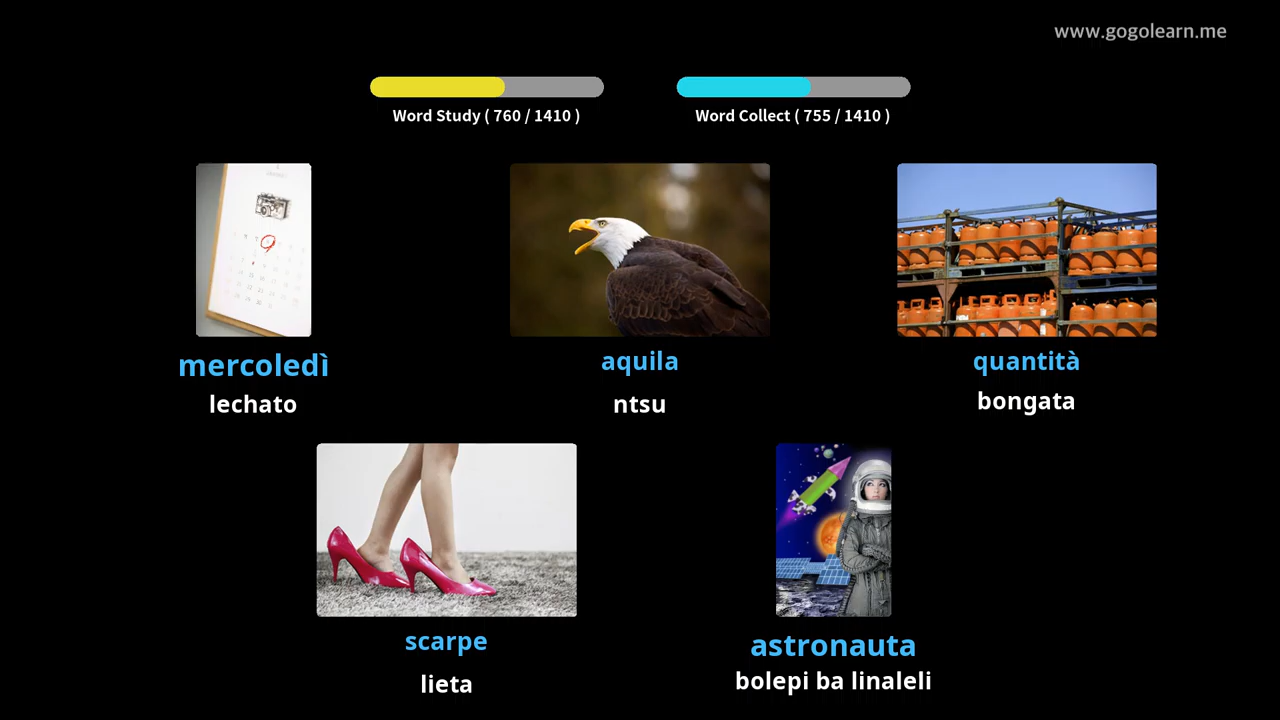 www.gogolearn.me
Word Study ( 760 / 1410 )
Word Collect ( 755 / 1410 )
mercoledì
lechato
aquila
ntsu
quantità
bongata
scarpe
lieta
astronauta
bolepi ba linaleli